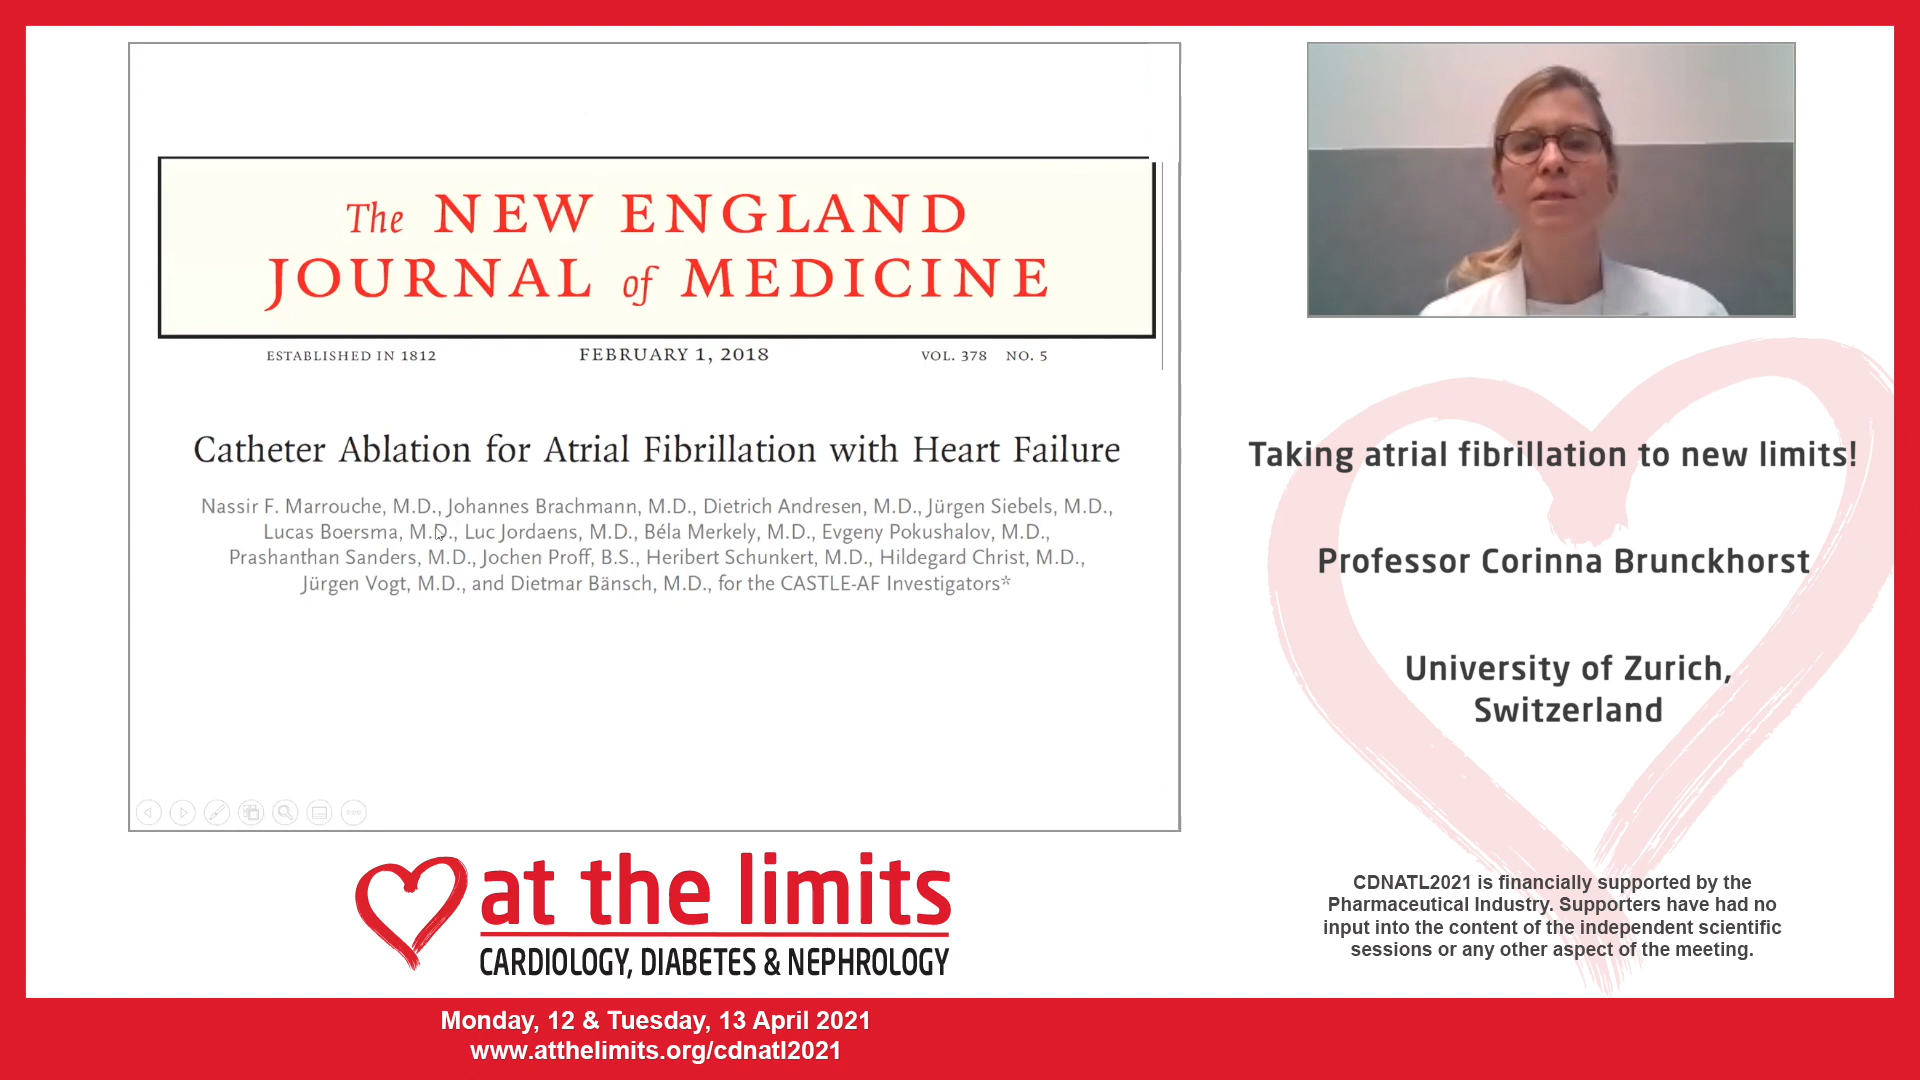 The NEW ENGLAND
JOURNAL of MEDICINE
ESTABLISHED IN 1812 FEBRUARY 1, 2018 VOL. 378 NO. 5
Catheter Ablation for Atrial Fibrillation with Heart Failure
Nassir F. Marrouche, M.D., Johannes Brachmann, M.D., Dietrich Andresen, M.D., Jürgen Siebels, M.D.,
Lucas Boersma, M.D., Luc Jordaens, M.D., Béla Merkely, M.D., Evgeny Pokushalov, M.D.,
Prashanthan Sanders, M.D., Jochen Proff, B.S., Heribert Schunkert, M.D., Hildegard Christ, M.D.,
Jürgen Vogt, M.D., and Dietmar Bänsch, M.D., for the CASTLE-AF Investigators*
Taking atrial fibrillation to new limits!
Professor Corinna Brunckhorst
University of Zurich,
Switzerland
CDNATL2021 is financially supported by the
Pharmaceutical Industry. Supporters have had no
input into the content of the independent scientific
sessions or any other aspect of the meeting.
at the limits
CARDIOLOGY, DIABETES & NEPHROLOGY
Monday, 12 & Tuesday, 13 April 2021
www.atthelimits.org/cdnatl2021